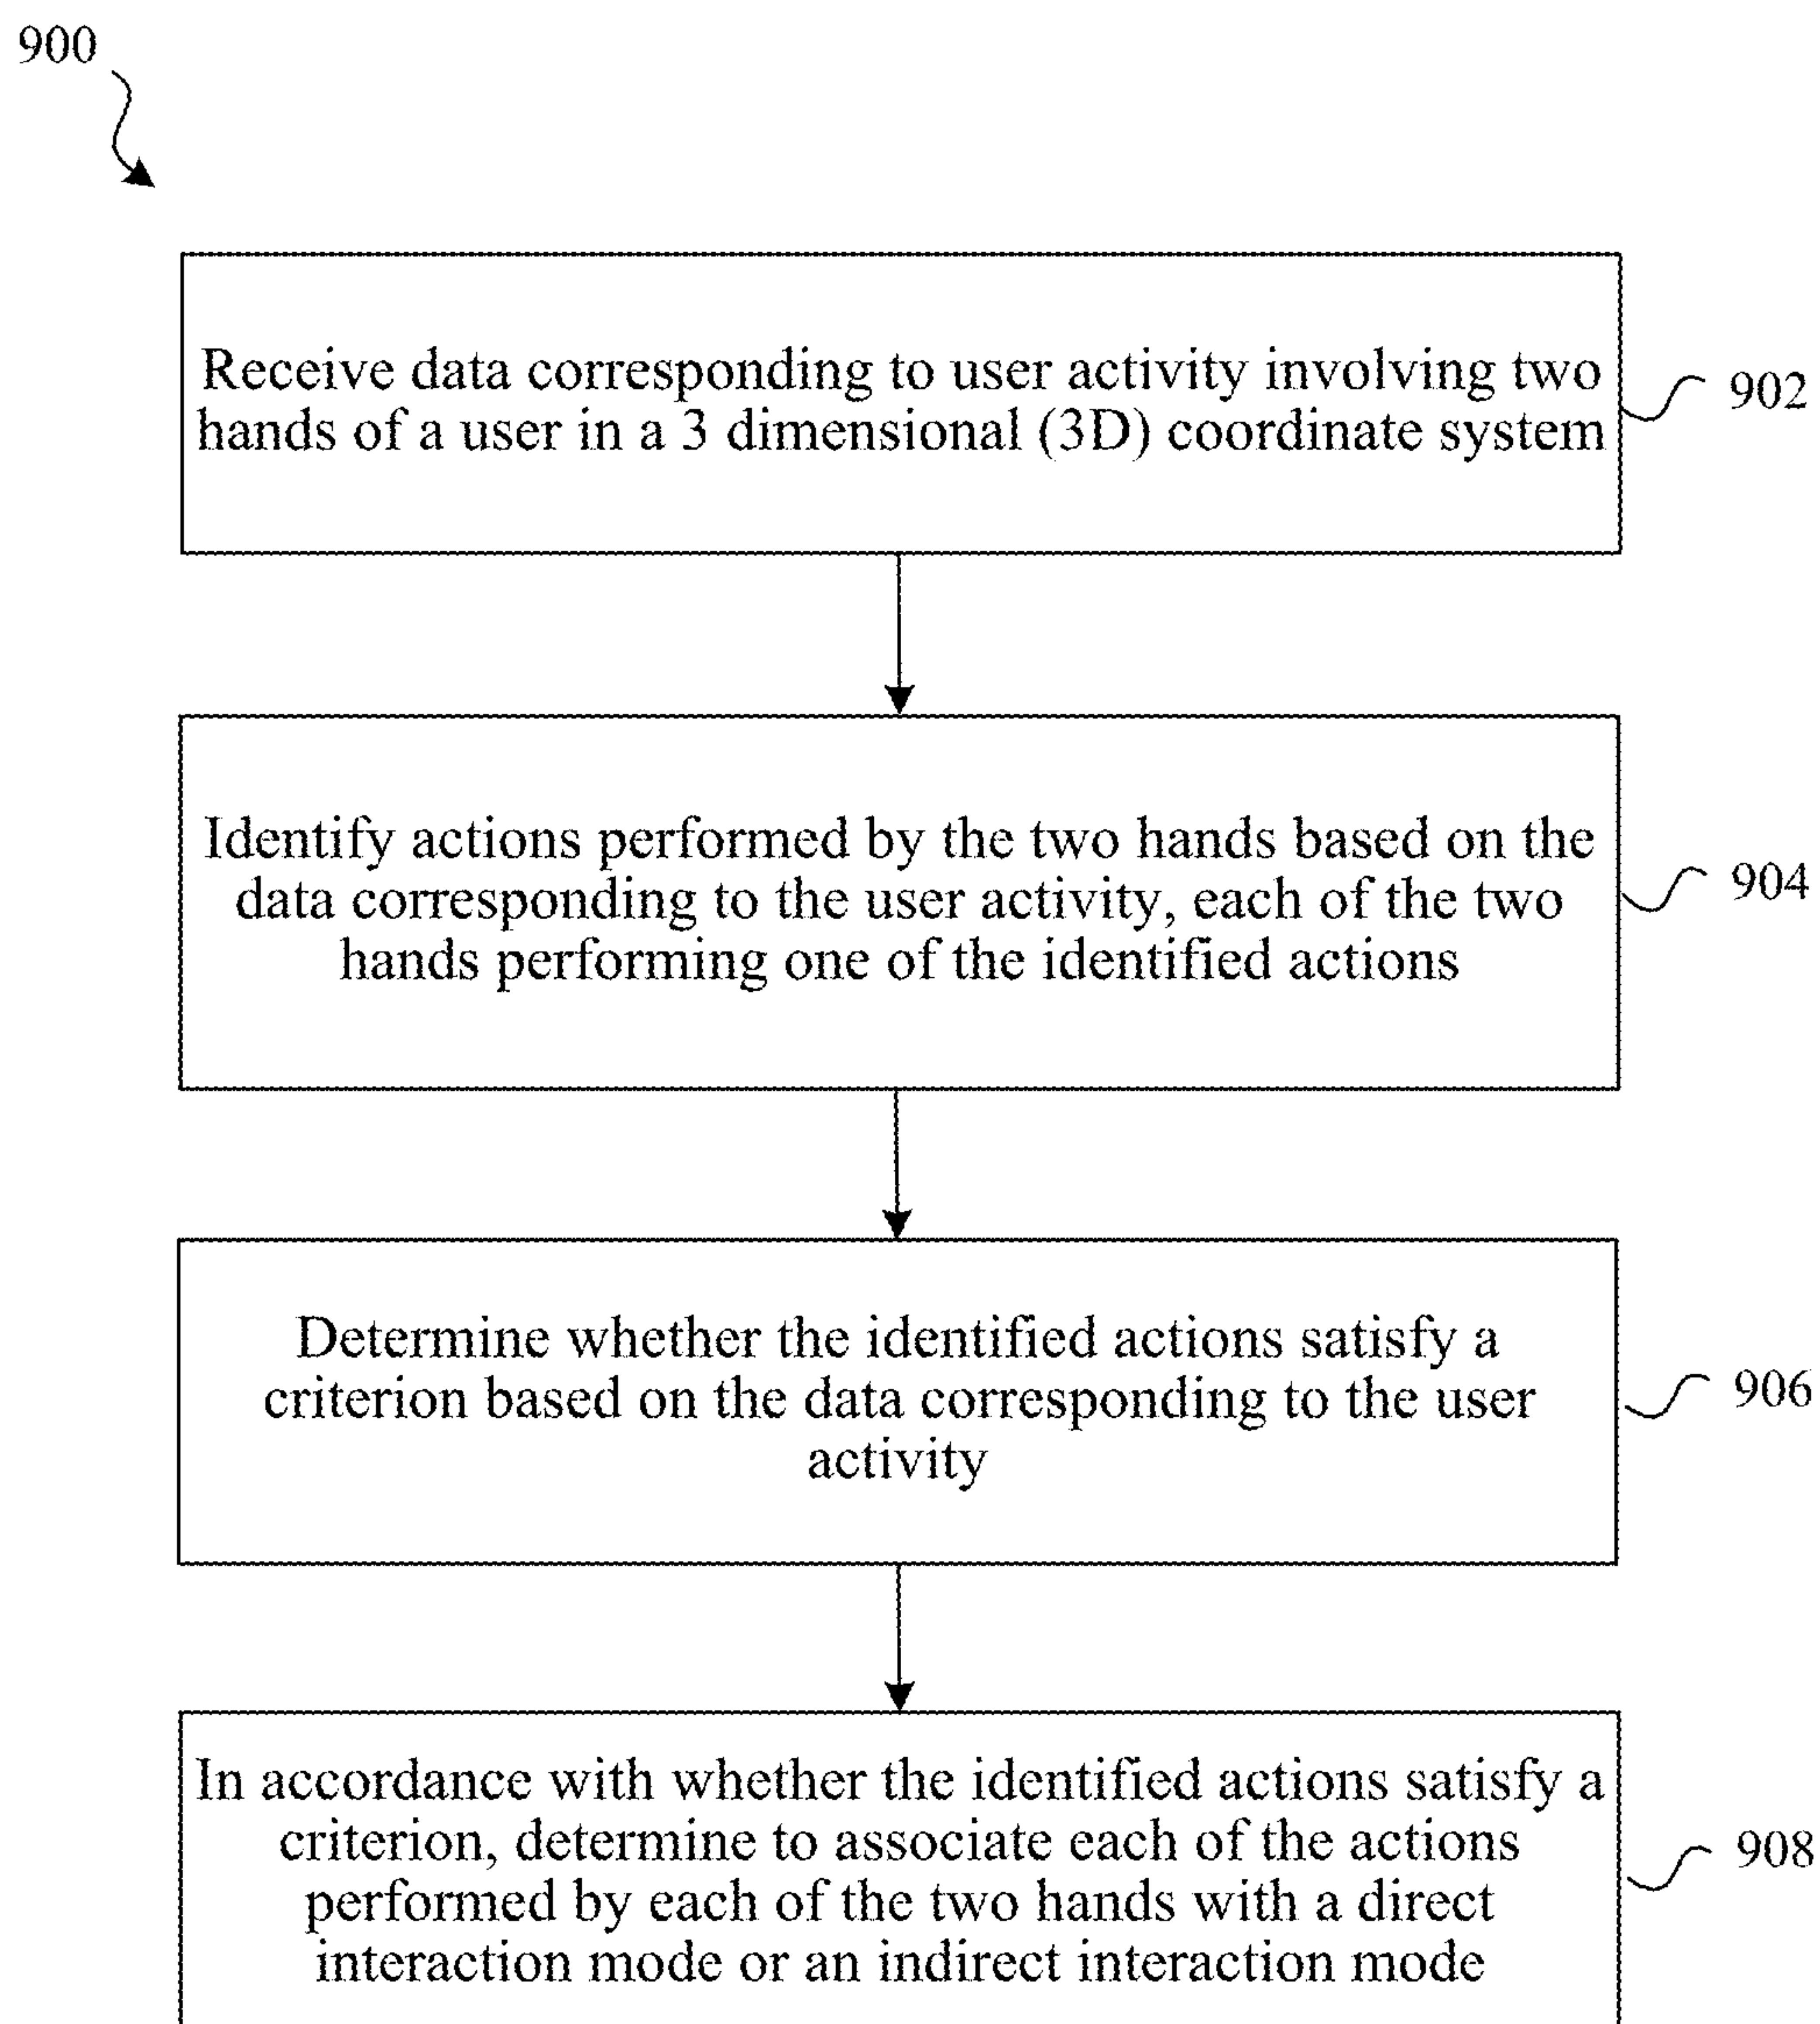 900
Receive data corresponding to user activity involving two
hands of a user in a 3 dimensional (3D) coordinate system
902
Identify actions performed by the two hands based on the
data corresponding to the user activity, each of the two
hands performing one of the identified actions
904
Determine whether the identified actions satisfy a
criterion based on the data corresponding to the user
activity
906
In accordance with whether the identified actions satisfy a
criterion, determine to associate each of the actions
performed by each of the two hands with a direct
interaction mode or an indirect interaction mode
908